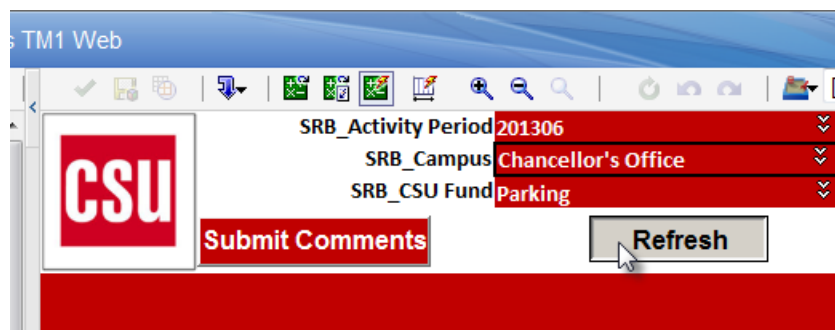 s TM1 Web
SRB_Activity Period 201306
SRB_Campus Chancellor's Office
SRB_CSU Fund Parking
CSU
Submit Comments Refresh